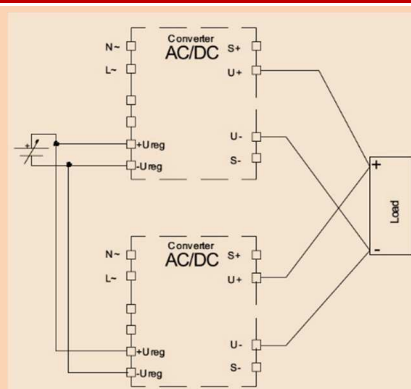 Converter
AC/DC
N~
L~
S+
U+
U-
S-
+Ureg
-Ureg
+
+
-
Load
Converter
AC/DC
N~
L~
S+
U+
U-
S-
+Ureg
-Ureg